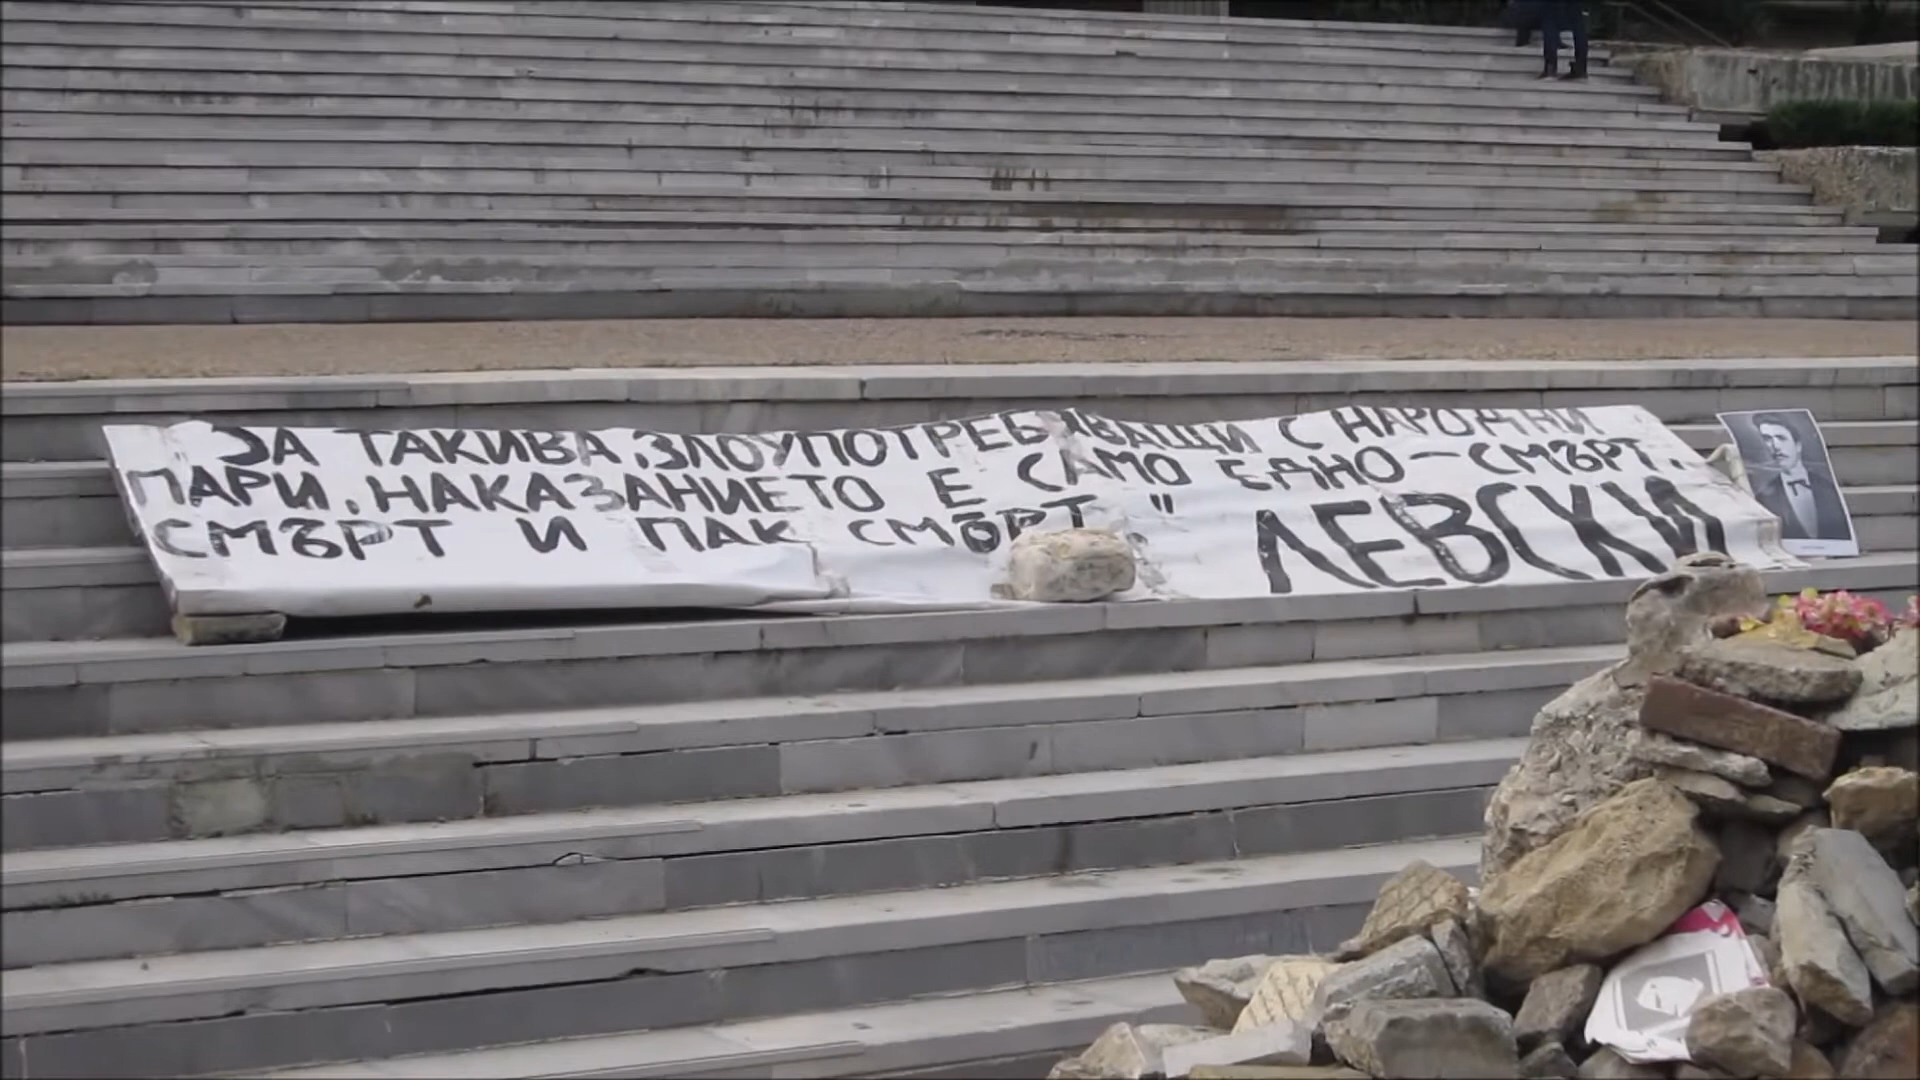 ЗА ТАКИВА, ЗЛОУПОТРЕБЯВАЩИ С НАРОДНИ
ПАРИ, НАКАЗАНИЕТО Е САМО ЕДНО – СМЪРТ,
СМЪРТ И ПАК СМЪРТ" ЛЕВСКИ